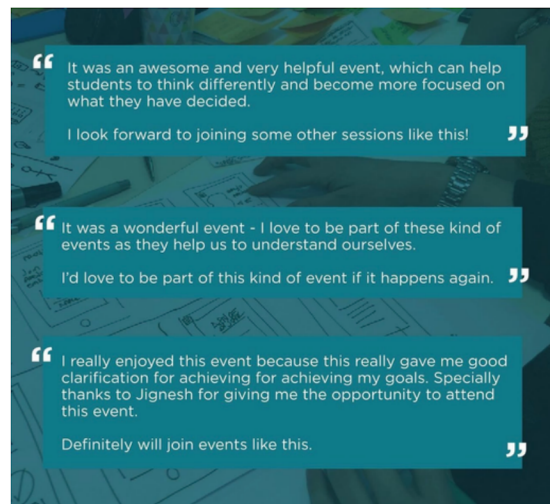 “ It was an awesome and very helpful event, which can help
students to think differently and become more focused on
what they have decided.
I look forward to joining some other sessions like this! ”
“ It was a wonderful event - I love to be part of these kind of
events as they help us to understand ourselves.
I'd love to be part of this kind of event if it happens again. ”
“ I really enjoyed this event because this really gave me good
clarification for achieving for achieving my goals. Specially
thanks to Jignesh for giving me the opportunity to attend
this event.
Definitely will join events like this. ”